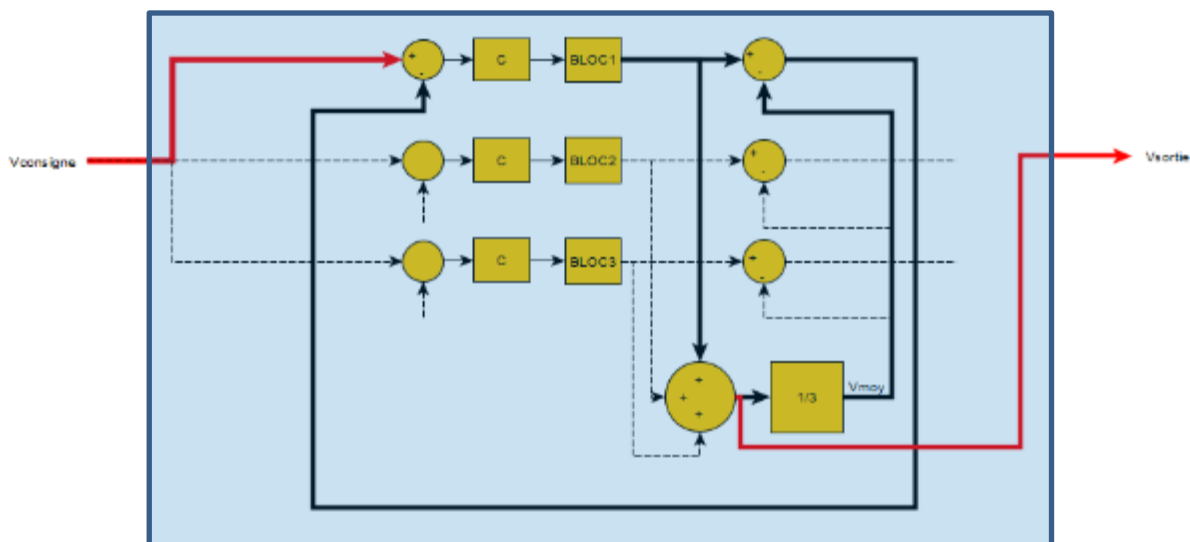 +
-
C
BLOC1
+
-
Vconsigne
C
BLOC2
+
-
Vsortie
C
BLOC3
+
-
+
+
+
1/3
Vmoy